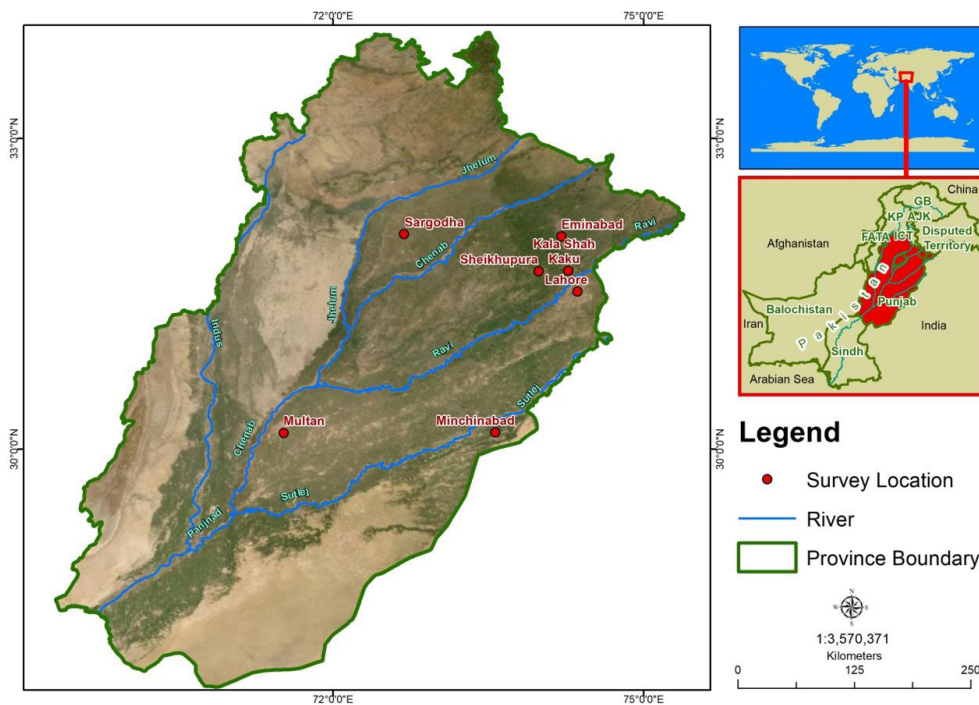 72°0'0"E
75°0'0"E
33°0'0"N
33°0'0"N
Jhelum
Sargodha
Eminabad
Ravi
Chenab
Kala Shah
Kaku
Sheikhupura
Lahore
Jhelum
Indus
Ravi
Sutlej
Multan
Minchinabad
Chenab
30°0'0"N
30°0'0"N
Sutlej
Panjnad
72°0'0"E
75°0'0"E
China
GB
KP
AJK
FATA
ICT
Disputed
Territory
Afghanistan
Pakistan
Punjab
Balochistan
Iran
India
Sindh
Arabian Sea
Legend
Survey Location
River
Province Boundary
N
W
E
S
1:3,570,371
Kilometers
0
125
250